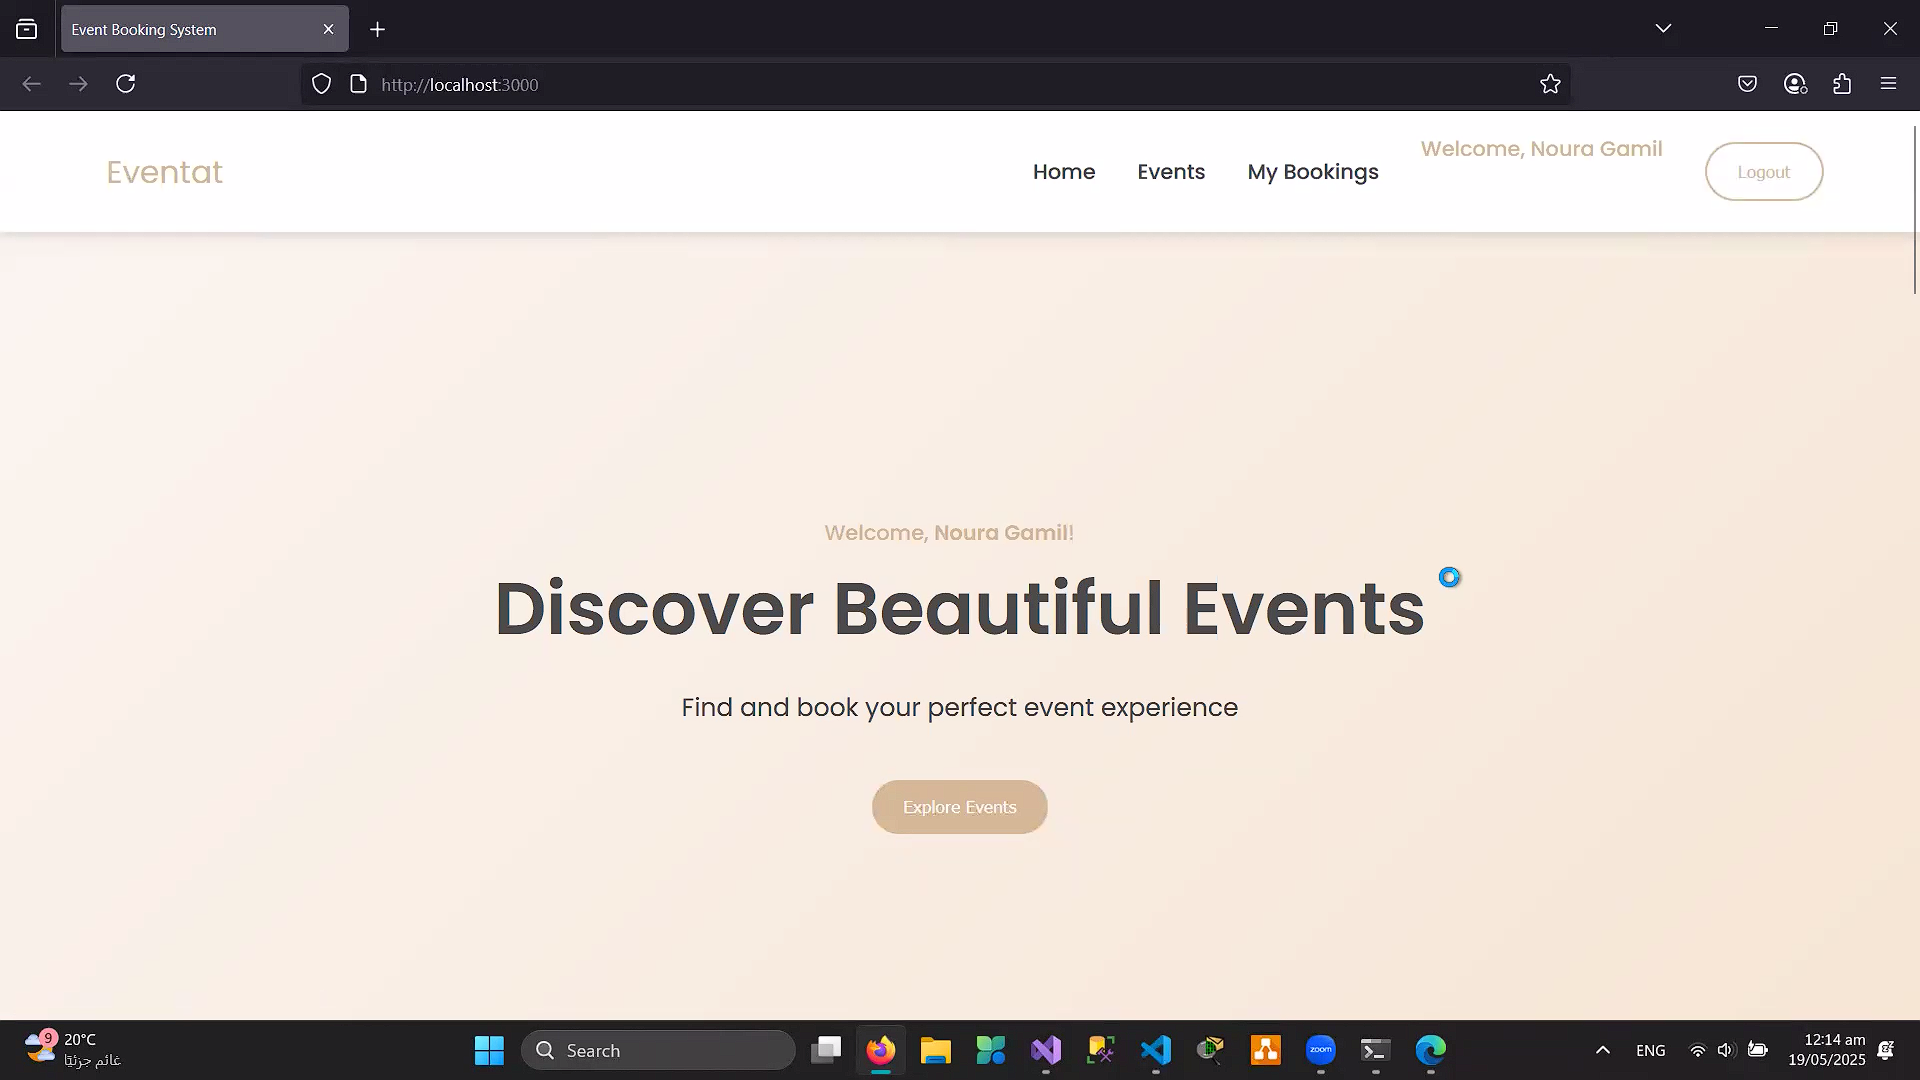 Event Booking System
http://localhost:3000
Eventat
Home
Events
My Bookings
Welcome, Noura Gamil
Logout
Welcome, Noura Gamil!
Discover Beautiful Events
Find and book your perfect event experience
Explore Events
9
20°C
غائم جزئيًا
Search
zoom
ENG
12:14 am
19/05/2025